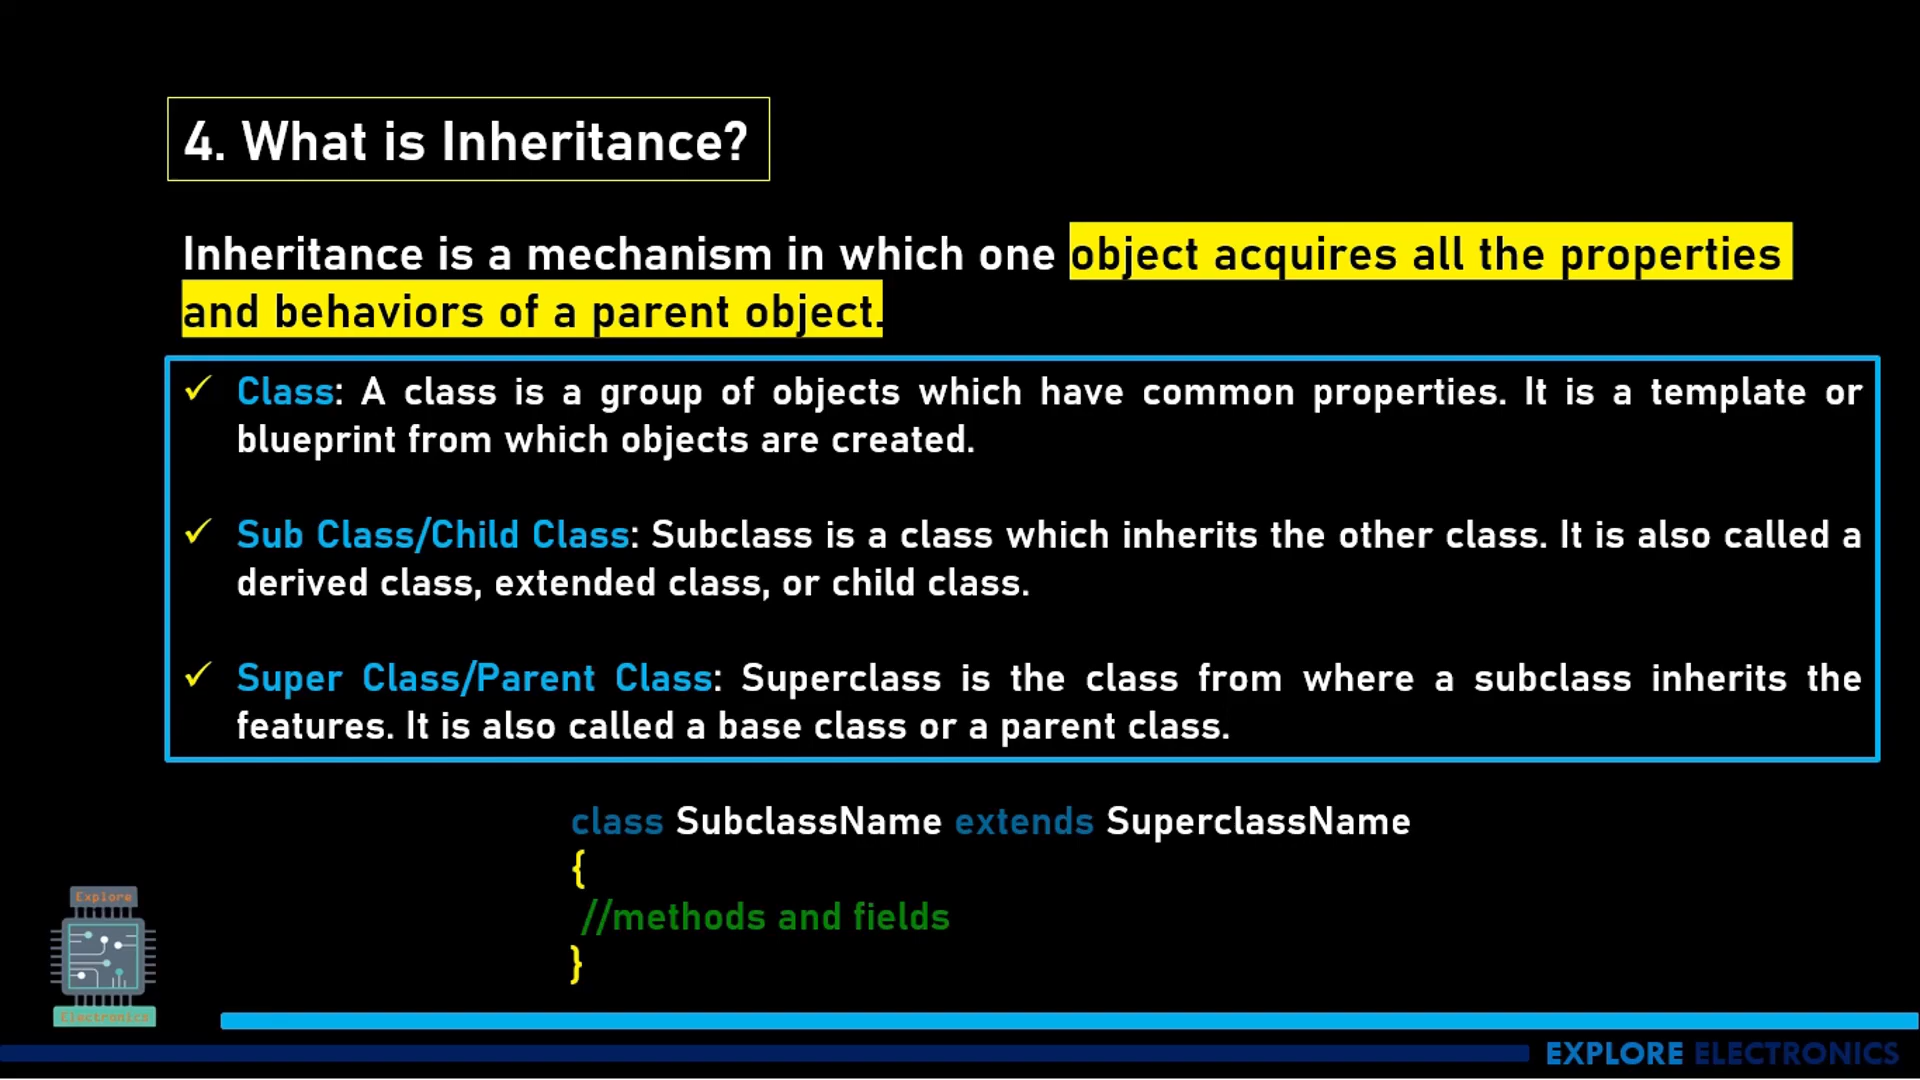 4. What is Inheritance?
Inheritance is a mechanism in which one object acquires all the properties
and behaviors of a parent object.
✓ Class: A class is a group of objects which have common properties. It is a template or
blueprint from which objects are created.
✓ Sub Class/Child Class: Subclass is a class which inherits the other class. It is also called a
derived class, extended class, or child class.
✓ Super Class/Parent Class: Superclass is the class from where a subclass inherits the
features. It is also called a base class or a parent class.
class SubclassName extends SuperclassName
{
//methods and fields
}
Explore
Electronics
EXPLORE ELECTRONICS